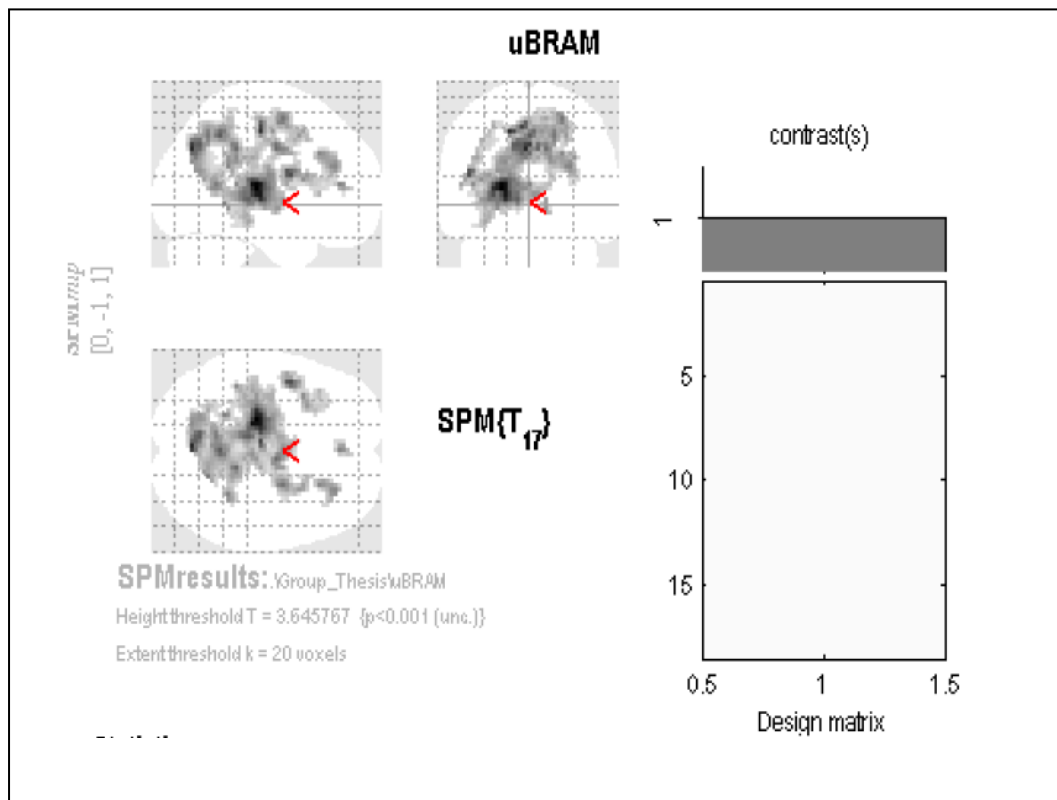 uBRAM
contrast(s)
1
[0, -1, 1]
SPM{T17}
5
10
15
0.5 1 1.5
Design matrix
SPMresults: .\Group_Thesis\uBRAM
Height threshold T = 3.645767 {p<0.001 (unc.)}
Extent threshold k = 20 voxels